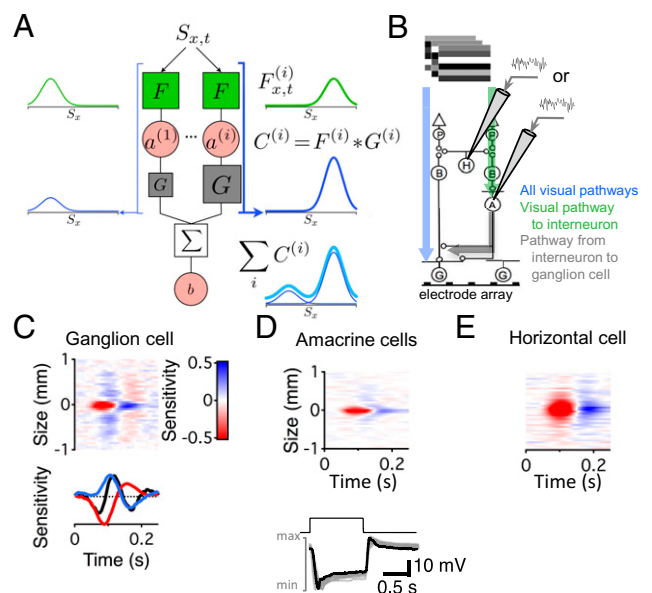 A
S_{x,t}
F
F
F_{x,t}^{(i)}
S_x
S_x
a^{(1)}
...
a^{(i)}
C^{(i)} = F^{(i)} * G^{(i)}
G
G
S_x
S_x
Σ
∑_i C^{(i)}
b
S_x
B
or
P
P
H
B
B
A
All visual pathways
Visual pathway
to interneuron
Pathway from
interneuron to
ganglion cell
G
G
electrode array
C
Ganglion cell
Size (mm)
1
0
-1
Sensitivity
0.5
0
-0.5
Sensitivity
0
0.2
Time (s)
D
Amacrine cells
Size (mm)
1
0
-1
0
0.2
Time (s)
max
min
10 mV
0.5 s
E
Horizontal cell
0
0.2
Time (s)